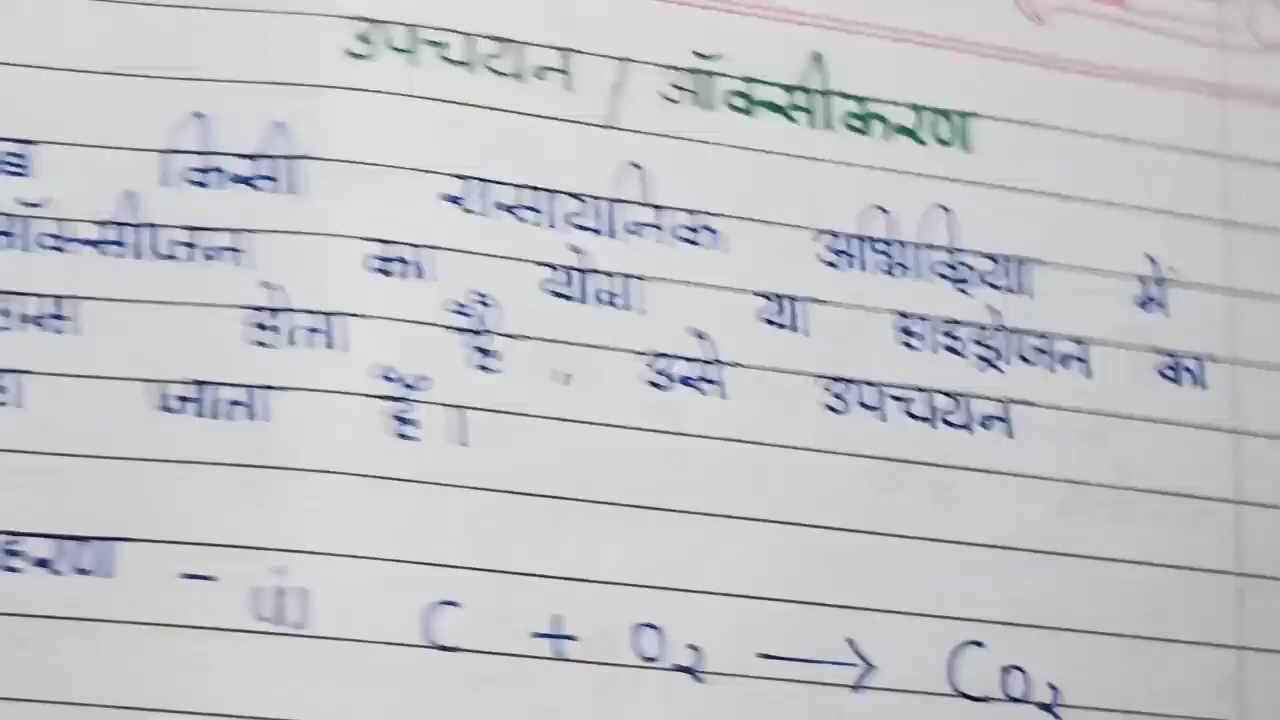 उपचयन / ऑक्सीकरण
किसी रासायनिक अभिक्रिया में
ऑक्सीजन का योग या हाइड्रोजन का
होता है उसे उपचयन
जाता हैं।
- (i) C + O₂ → CO₂